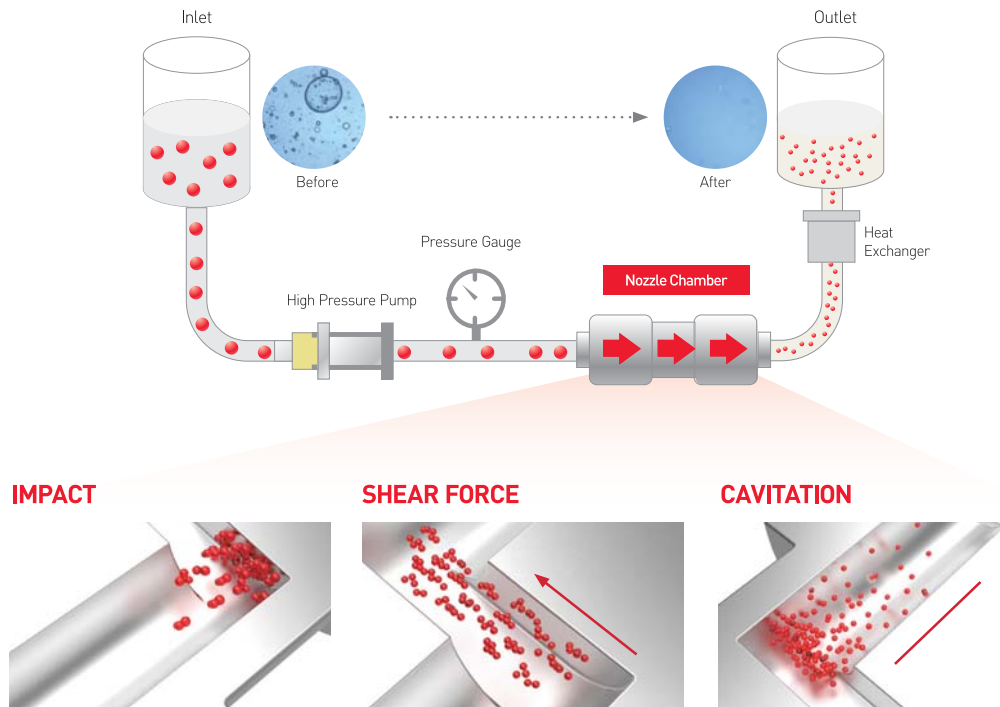 Inlet
Outlet
Before
After
Pressure Gauge
Heat
Exchanger
High Pressure Pump
Nozzle Chamber
IMPACT
SHEAR FORCE
CAVITATION